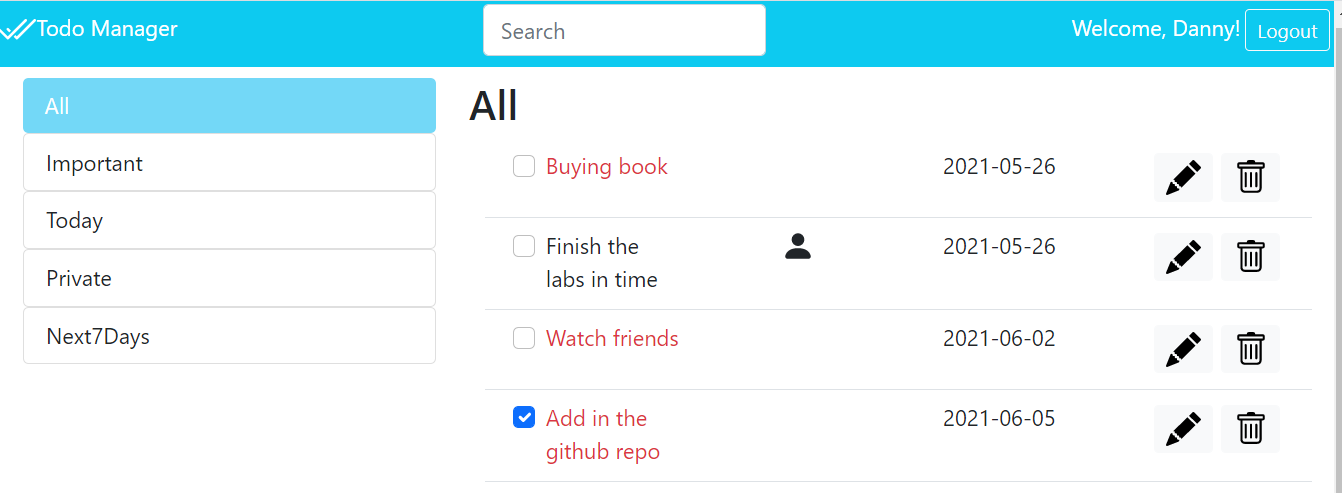 Todo Manager
Search
Welcome, Danny!
Logout
All
Important
Today
Private
Next7Days
All
Buying book
2021-05-26
Finish the
labs in time
2021-05-26
Watch friends
2021-06-02
Add in the
github repo
2021-06-05